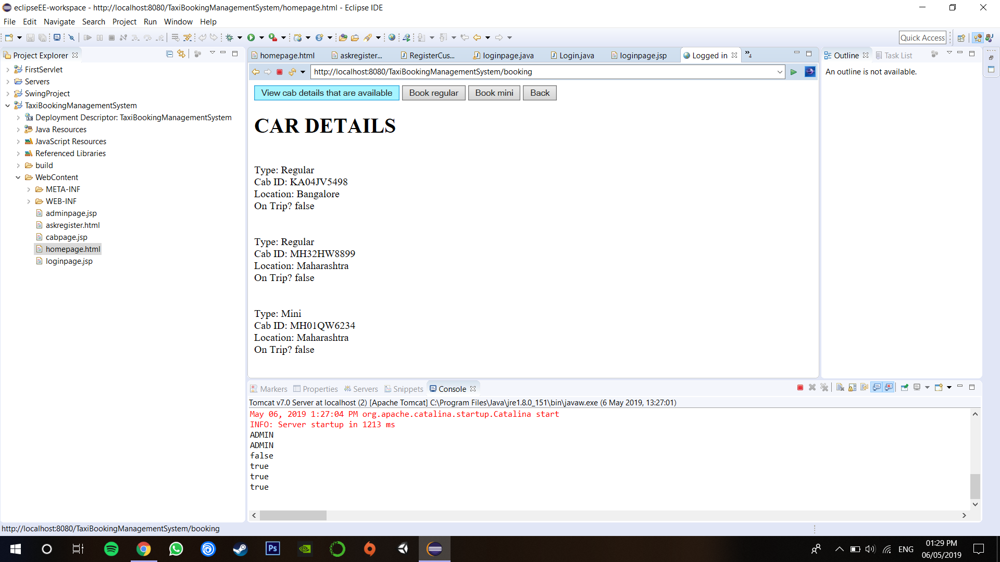 eclipseEE-workspace - http://localhost:8080/TaxiBookingManagementSystem/homepage.html - Eclipse IDE
File Edit Navigate Search Project Run Window Help
Quick Access
Project Explorer
FirstServlet
Servers
SwingProject
TaxiBookingManagementSystem
Deployment Descriptor: TaxiBookingManagementSystem
Java Resources
JavaScript Resources
Referenced Libraries
build
WebContent
META-INF
WEB-INF
adminpage.jsp
askregister.html
cabpage.jsp
homepage.html
loginpage.jsp
homepage.html askregister... RegisterCus... loginpage.java Login.java loginpage.jsp Logged in »4
http://localhost:8080/TaxiBookingManagementSystem/booking
View cab details that are available Book regular Book mini Back
CAR DETAILS
Type: Regular
Cab ID: KA04JV5498
Location: Bangalore
On Trip? false
Type: Regular
Cab ID: MH32HW8899
Location: Maharashtra
On Trip? false
Type: Mini
Cab ID: MH01QW6234
Location: Maharashtra
On Trip? false
Outline Task List
An outline is not available.
Markers Properties Servers Snippets Console
Tomcat v7.0 Server at localhost (2) [Apache Tomcat] C:\Program Files\Java\jre1.8.0_151\bin\javaw.exe (6 May 2019, 13:27:01)
May 06, 2019 1:27:04 PM org.apache.catalina.startup.Catalina start
INFO: Server startup in 1213 ms
ADMIN
ADMIN
false
true
true
true
http://localhost:8080/TaxiBookingManagementSystem/booking
Ps
ENG
01:29 PM
06/05/2019